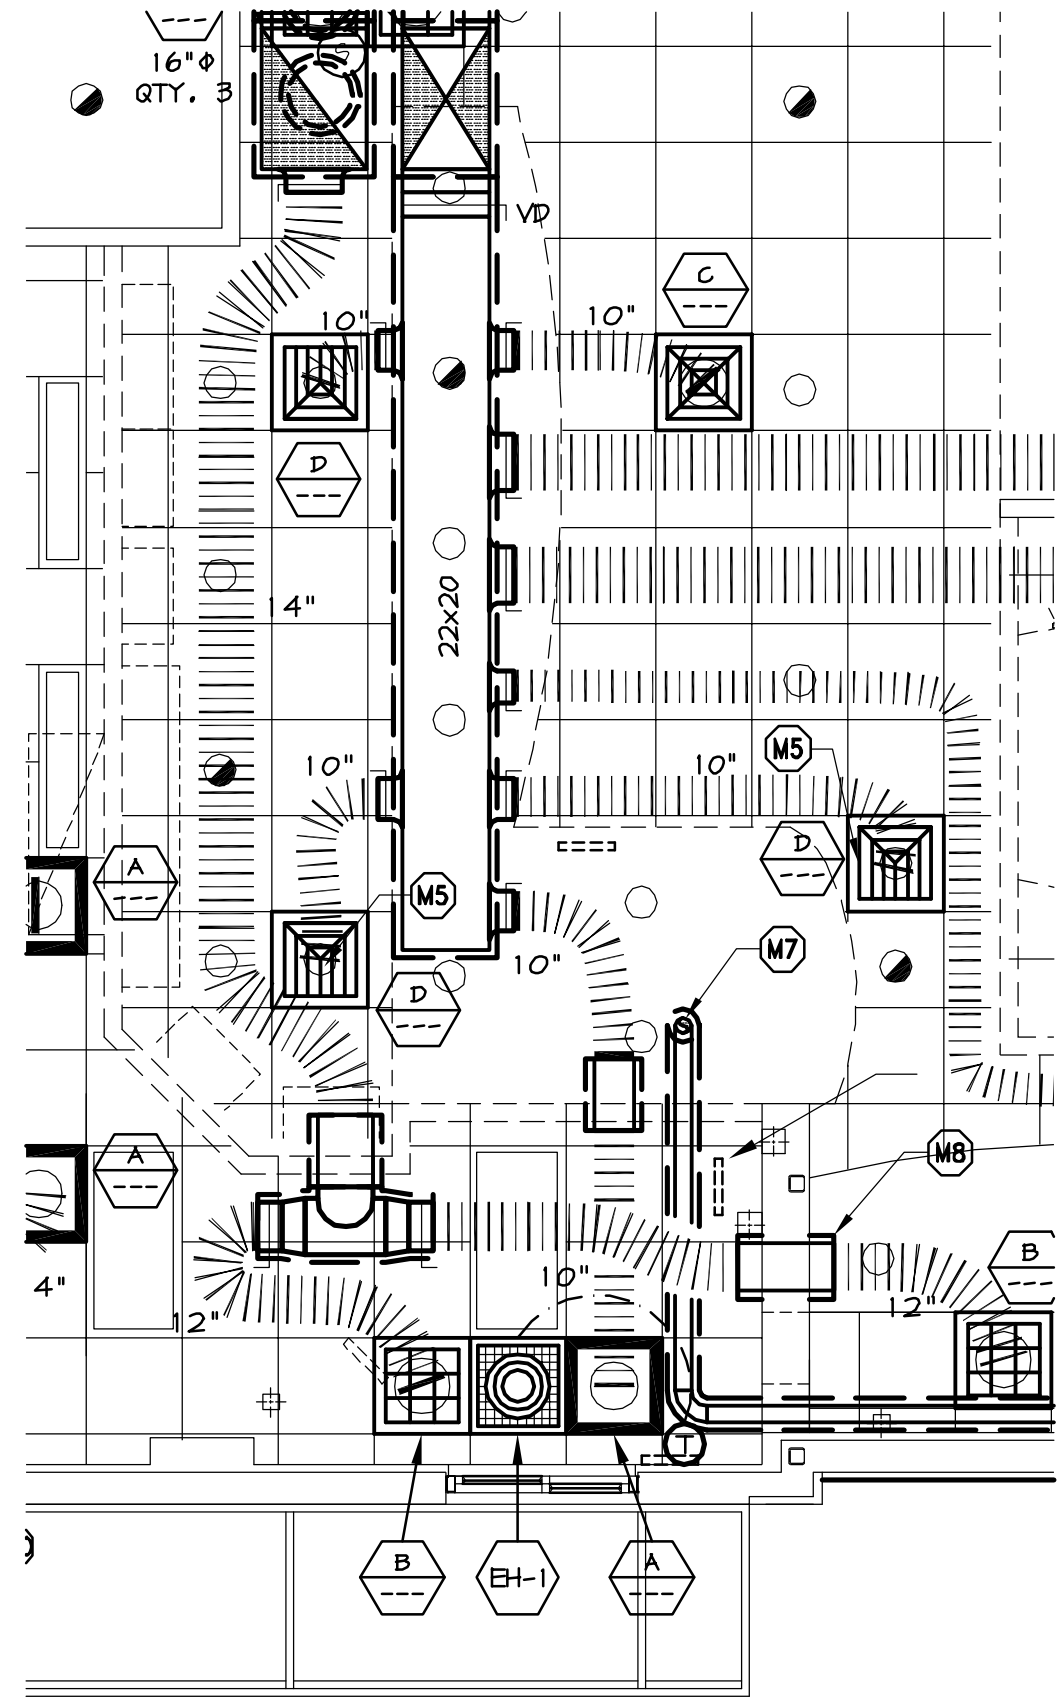 16"Φ
QTY. 3
S
VD
C
---
10"
10"
D
---
14"
22x20
10"
10"
M5
D
---
A
---
M5
M7
10"
D
---
M8
A
---
B
---
4"
10"
12"
12"
T
B
---
EH-1
A
---